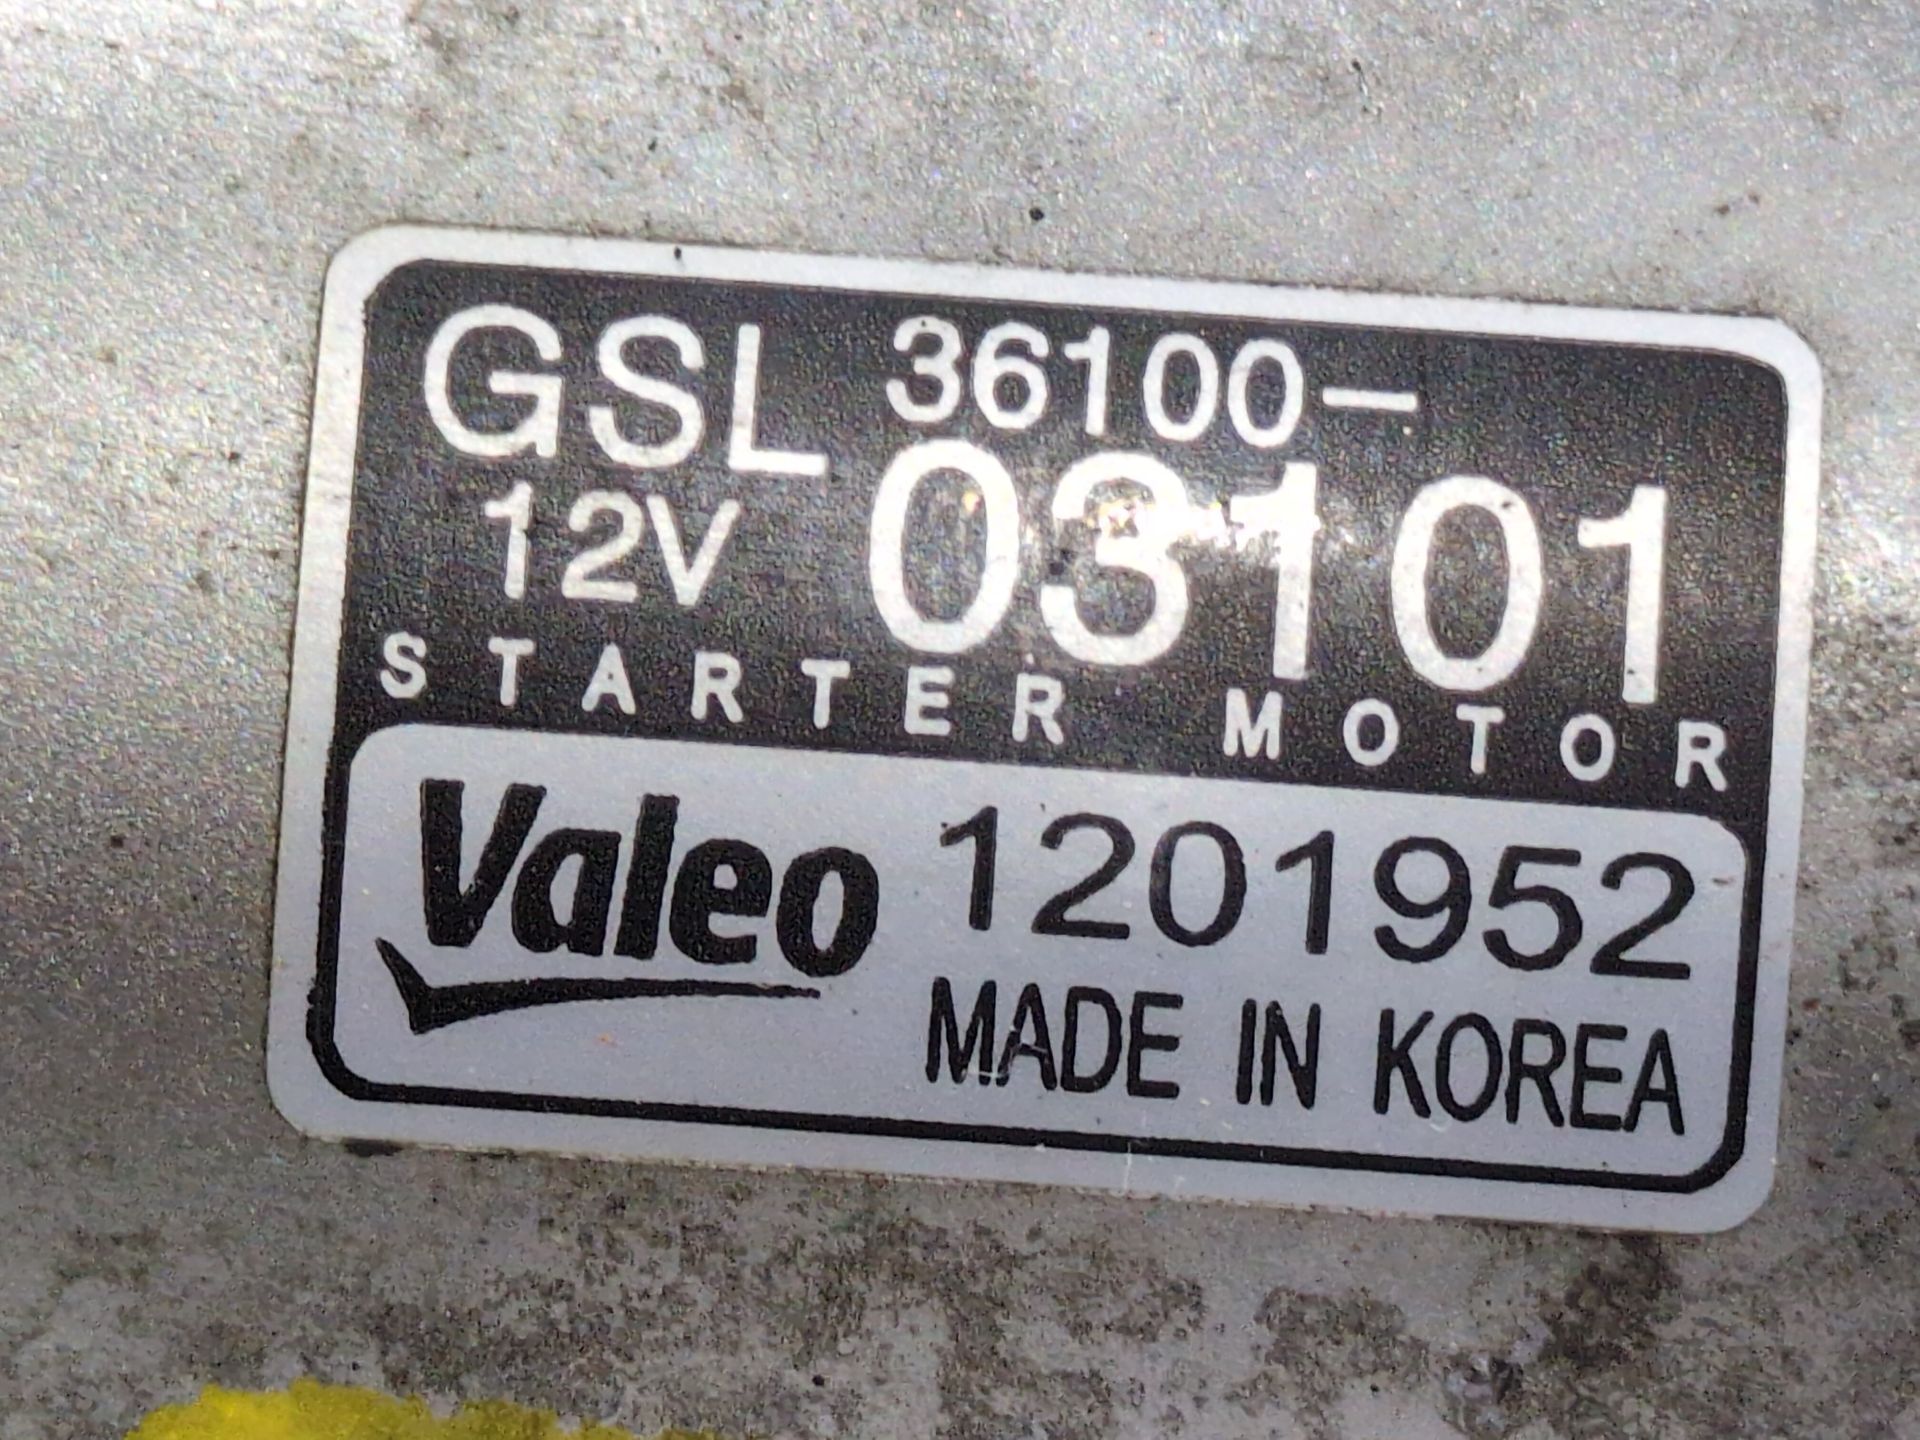 GSL 36100-
12V 03101
STARTER MOTOR
Valeo 1201952
MADE IN KOREA